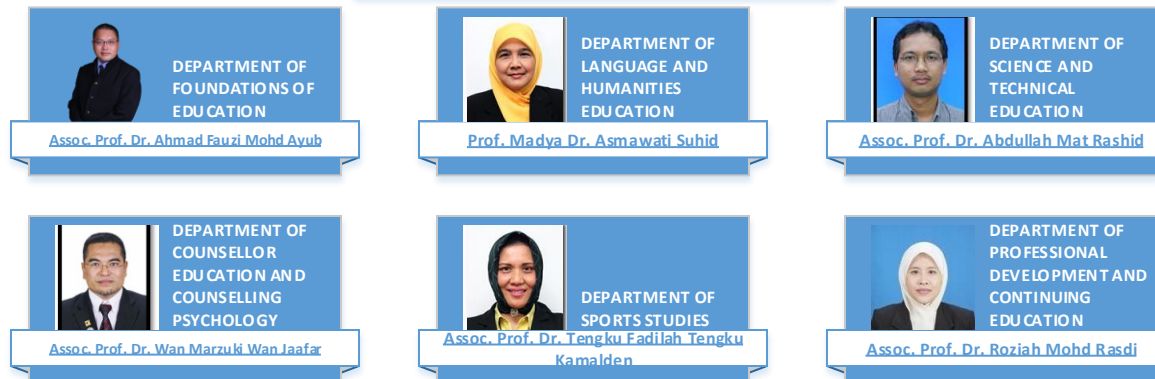 DEPARTMENT OF
FOUNDATIONS OF
EDUCATION
Assoc. Prof. Dr. Ahmad Fauzi Mohd Ayub
DEPARTMENT OF
LANGUAGE AND
HUMANITIES
EDUCATION
Prof. Madya Dr. Asmawati Suhid
DEPARTMENT OF
SCIENCE AND
TECHNICAL
EDUCATION
Assoc. Prof. Dr. Abdullah Mat Rashid
DEPARTMENT OF
COUNSELLOR
EDUCATION AND
COUNSELLING
PSYCHOLOGY
Assoc. Prof. Dr. Wan Marzuki Wan Jaafar
DEPARTMENT OF
SPORTS STUDIES
Assoc. Prof. Dr. Tengku Fadilah Tengku
Kamalden
DEPARTMENT OF
PROFESSIONAL
DEVELOPMENT AND
CONTINUING
EDUCATION
Assoc. Prof. Dr. Roziah Mohd Rasdi